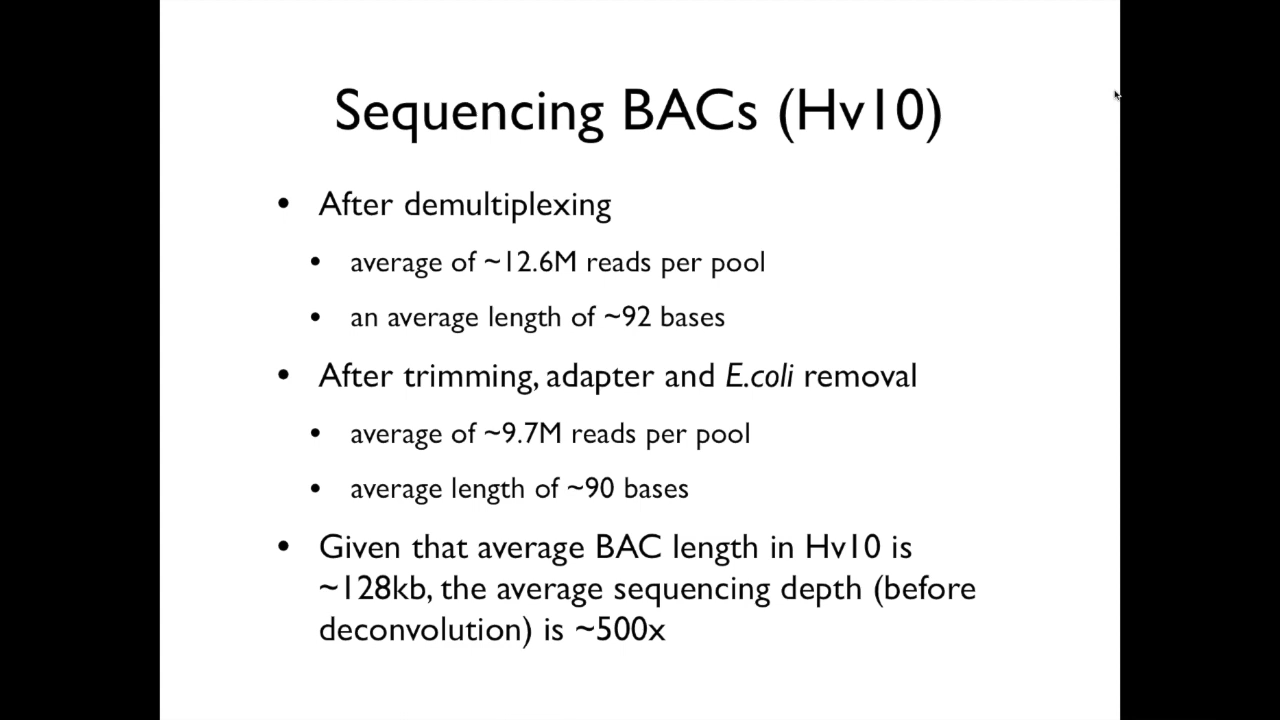 Sequencing BACs (Hv10)
• After demultiplexing
• average of ~12.6M reads per pool
• an average length of ~92 bases
• After trimming, adapter and E.coli removal
• average of ~9.7M reads per pool
• average length of ~90 bases
• Given that average BAC length in Hv10 is
~128kb, the average sequencing depth (before
deconvolution) is ~500x